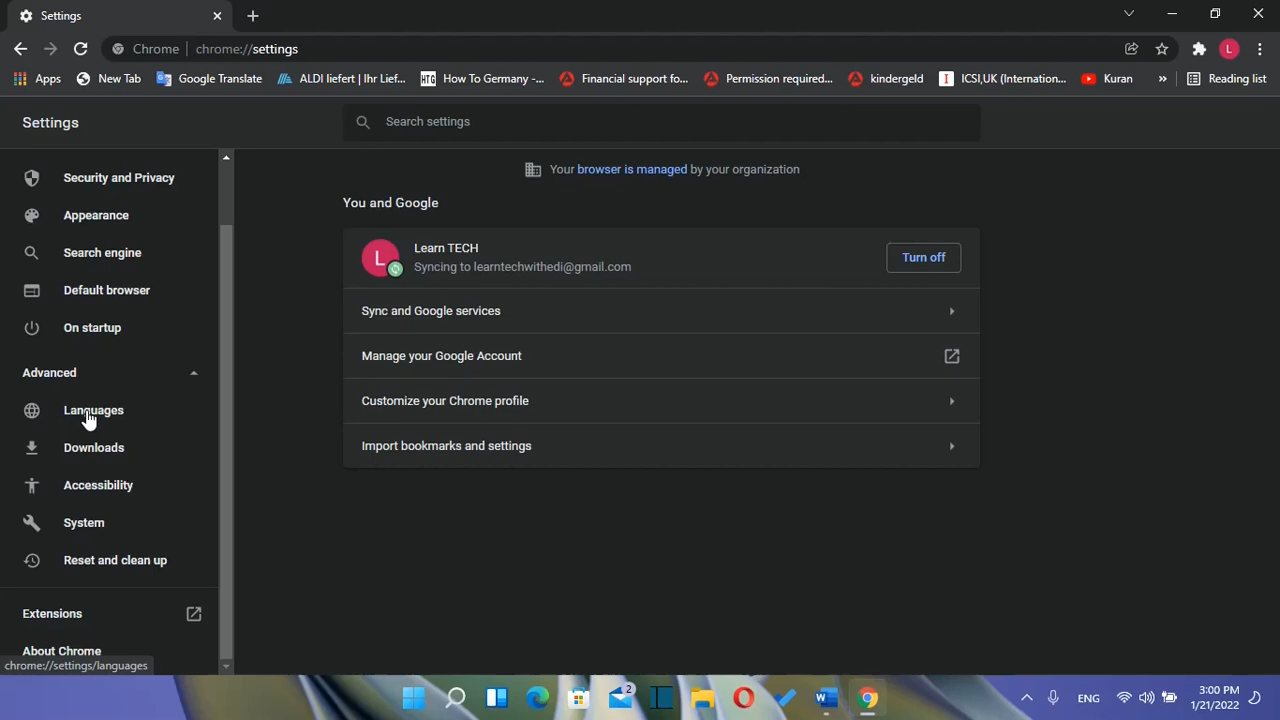 Settings
Chrome | chrome://settings
Apps
New Tab
Google Translate
ALDI liefert | Ihr Lief...
How To Germany -...
Financial support fo...
Permission required...
kindergeld
ICSI,UK (Internation...
Kuran
»
Reading list
Settings
Search settings
Your browser is managed by your organization
Security and Privacy
Appearance
Search engine
Default browser
On startup
Advanced
Languages
Downloads
Accessibility
System
Reset and clean up
Extensions
About Chrome
chrome://settings/languages
You and Google
L
Learn TECH
Syncing to learntechwithedi@gmail.com
Turn off
Sync and Google services
Manage your Google Account
Customize your Chrome profile
Import bookmarks and settings
2
ENG
3:00 PM
1/21/2022